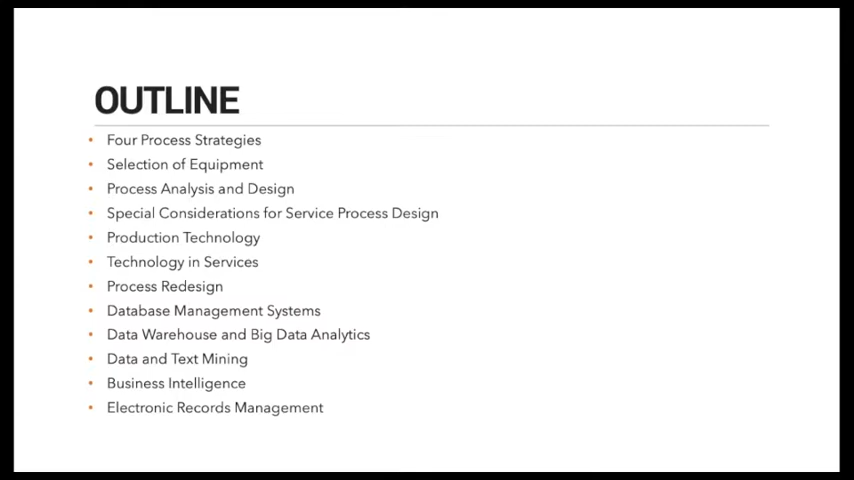 OUTLINE
• Four Process Strategies
• Selection of Equipment
• Process Analysis and Design
• Special Considerations for Service Process Design
• Production Technology
• Technology in Services
• Process Redesign
• Database Management Systems
• Data Warehouse and Big Data Analytics
• Data and Text Mining
• Business Intelligence
• Electronic Records Management